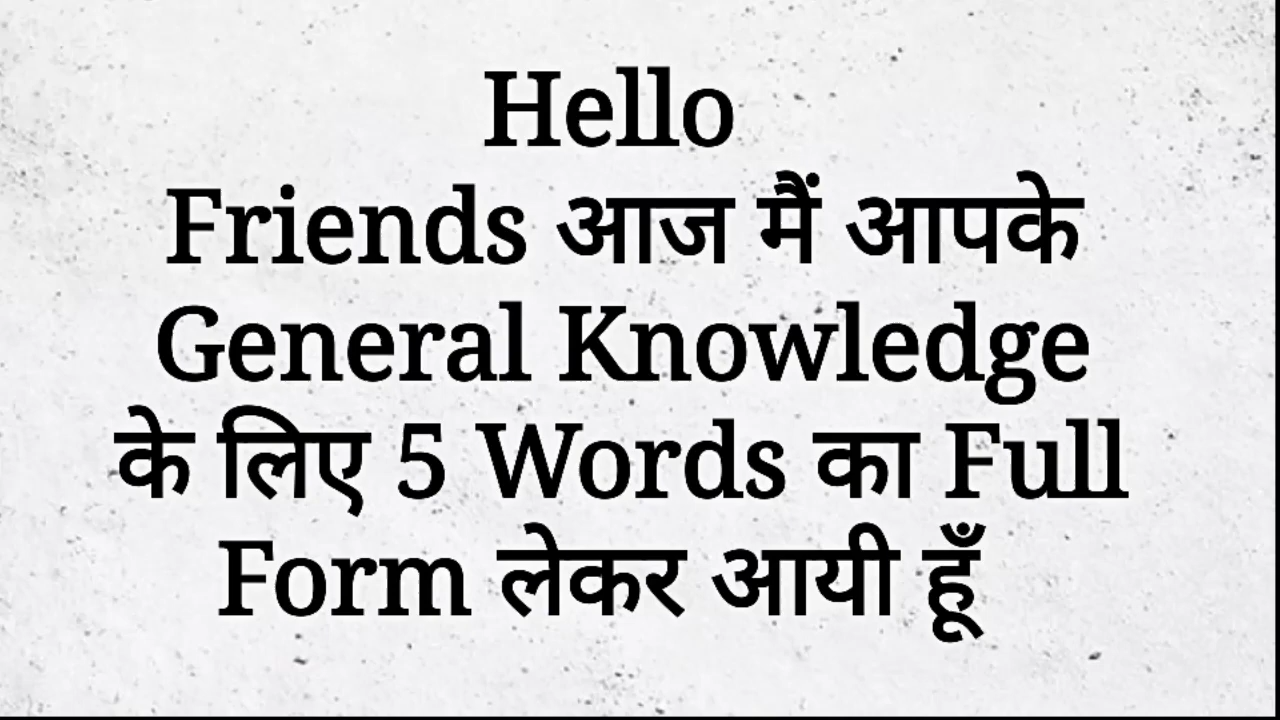 Hello
Friends आज मैं आपके
General Knowledge
के लिए 5 Words का Full
Form लेकर आयी हूँ